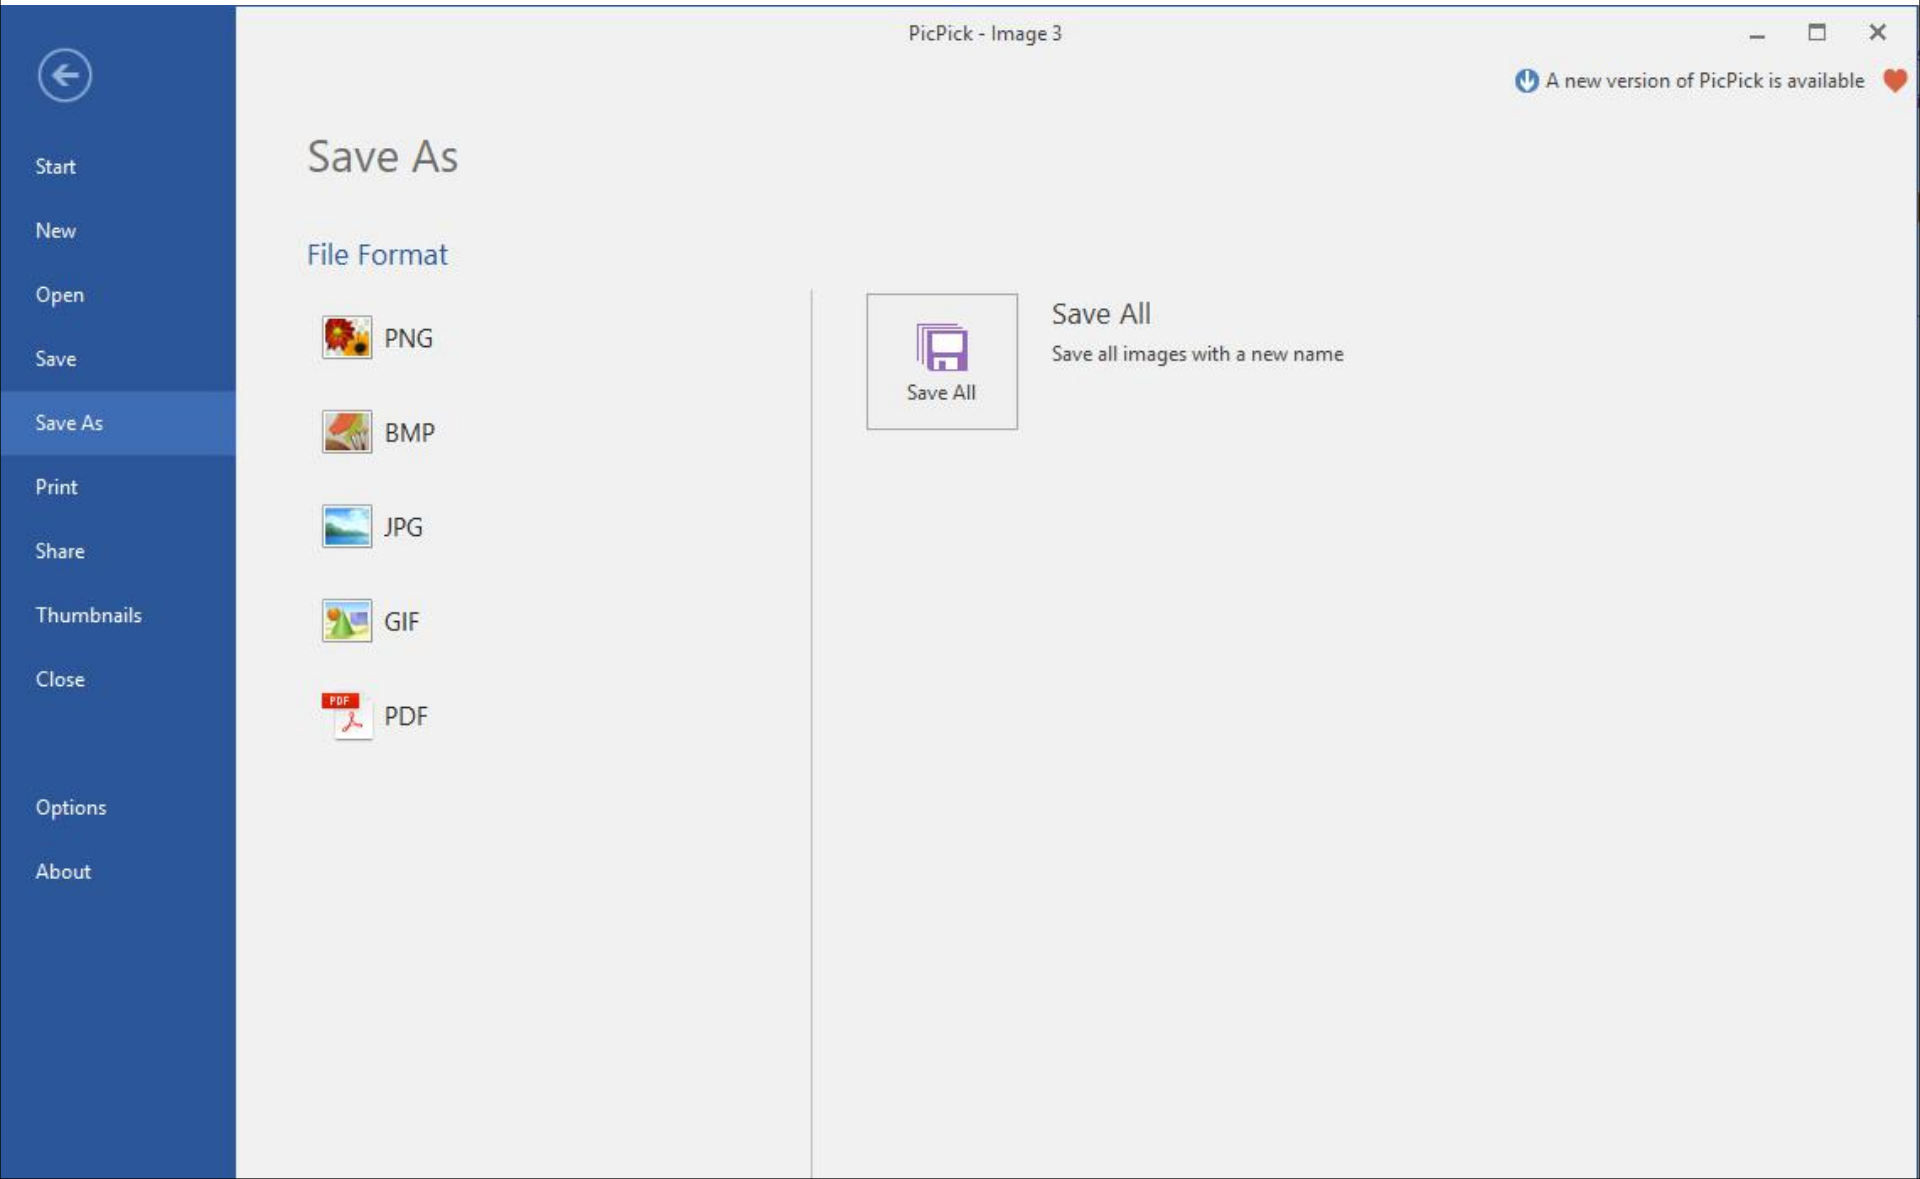 PicPick - Image 3
A new version of PicPick is available
Start
New
Open
Save
Save As
Print
Share
Thumbnails
Close
Options
About
Save As
File Format
PNG
BMP
JPG
GIF
PDF
PDF
Save All
Save All
Save all images with a new name